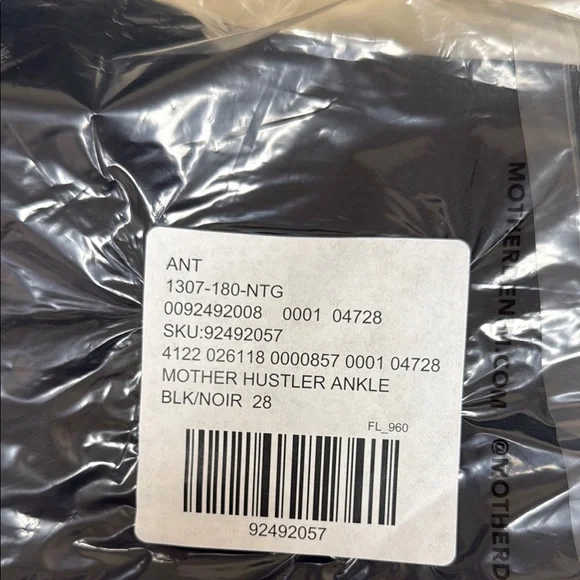 ANT
1307-180-NTG
0092492008 0001 04728
SKU:92492057
4122 026118 0000857 0001 04728
MOTHER HUSTLER ANKLE
BLK/NOIR 28
FL_960
92492057
@MOTHERD